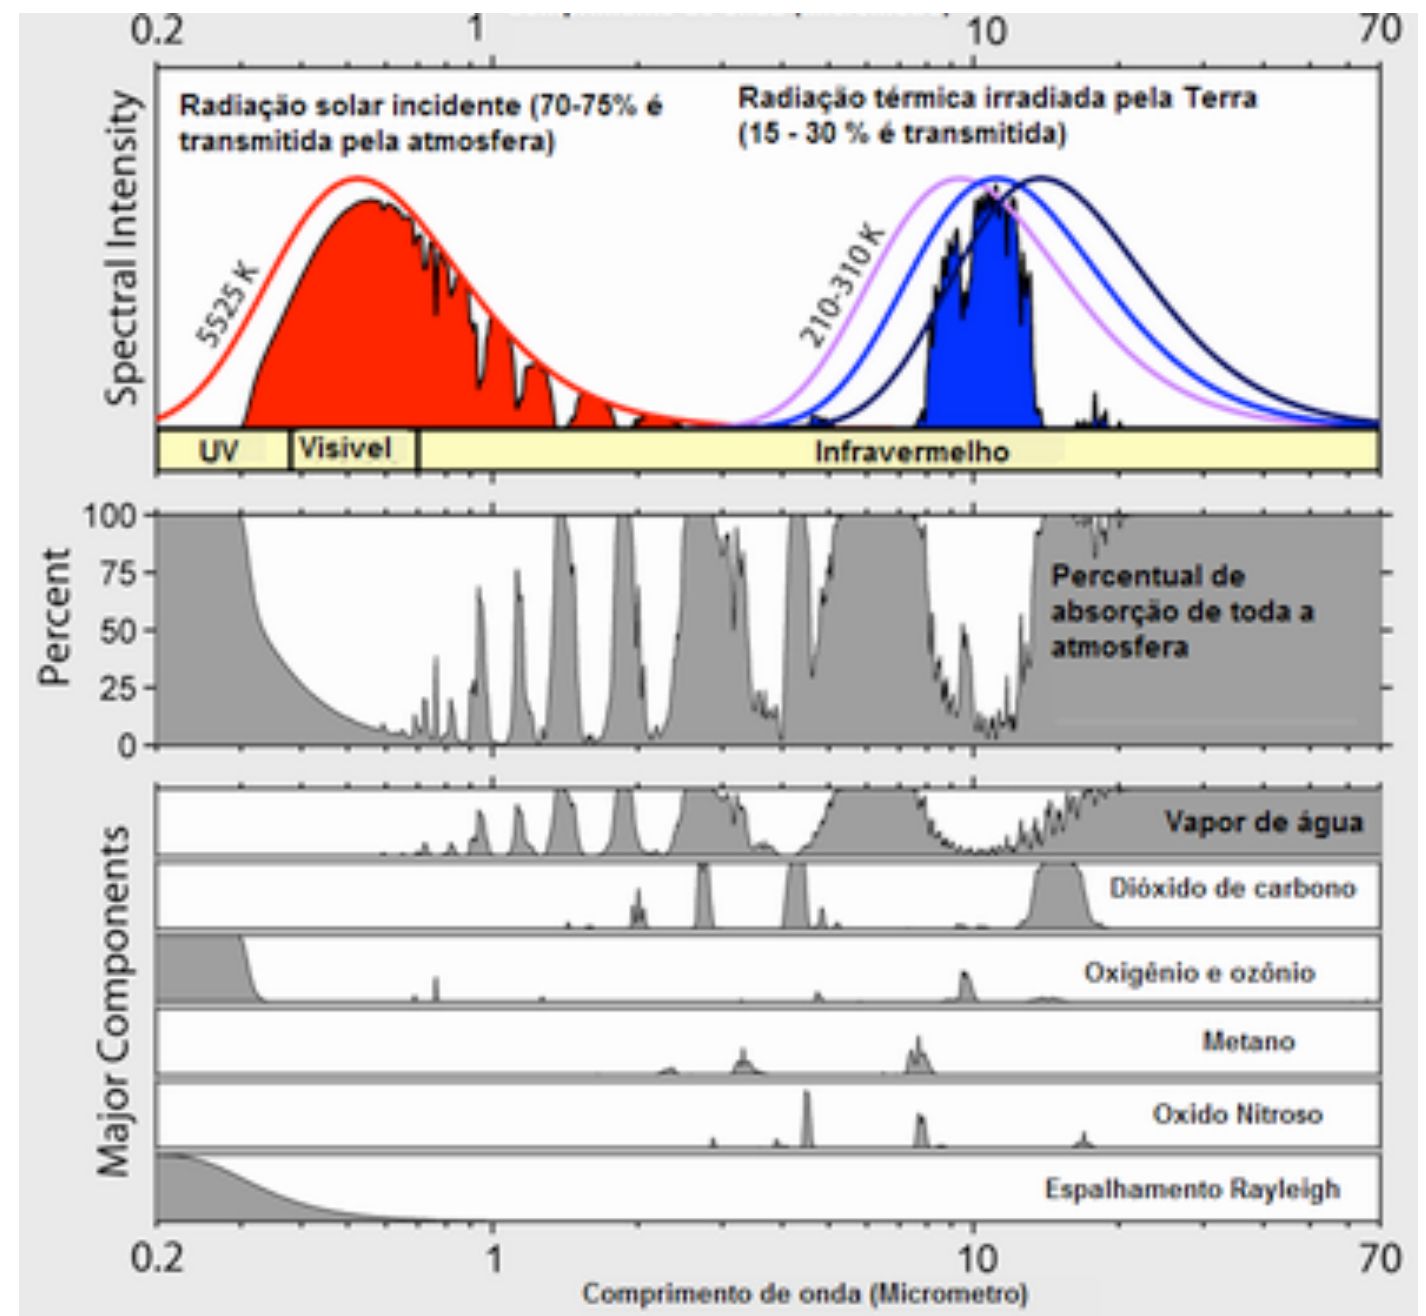 0.2
1
10
70
Spectral Intensity
Radiação solar incidente (70-75% é
transmitida pela atmosfera)
Radiação térmica irradiada pela Terra
(15 - 30 % é transmitida)
5525 K
210-310 K
UV
Visivel
Infravermelho
Percent
100
75
50
25
0
Percentual de
absorção de toda a
atmosfera
Major Components
Vapor de água
Dióxido de carbono
Oxigênio e ozônio
Metano
Oxido Nitroso
Espalhamento Rayleigh
0.2
1
10
70
Comprimento de onda (Micrometro)